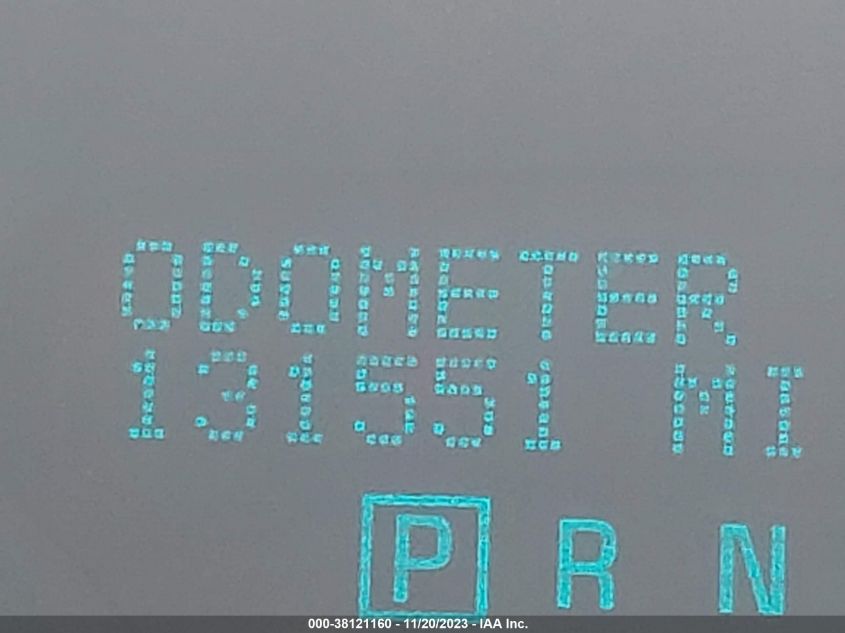 ODOMETER
131551 MI
P R N
000-38121160 - 11/20/2023 - IAA Inc.